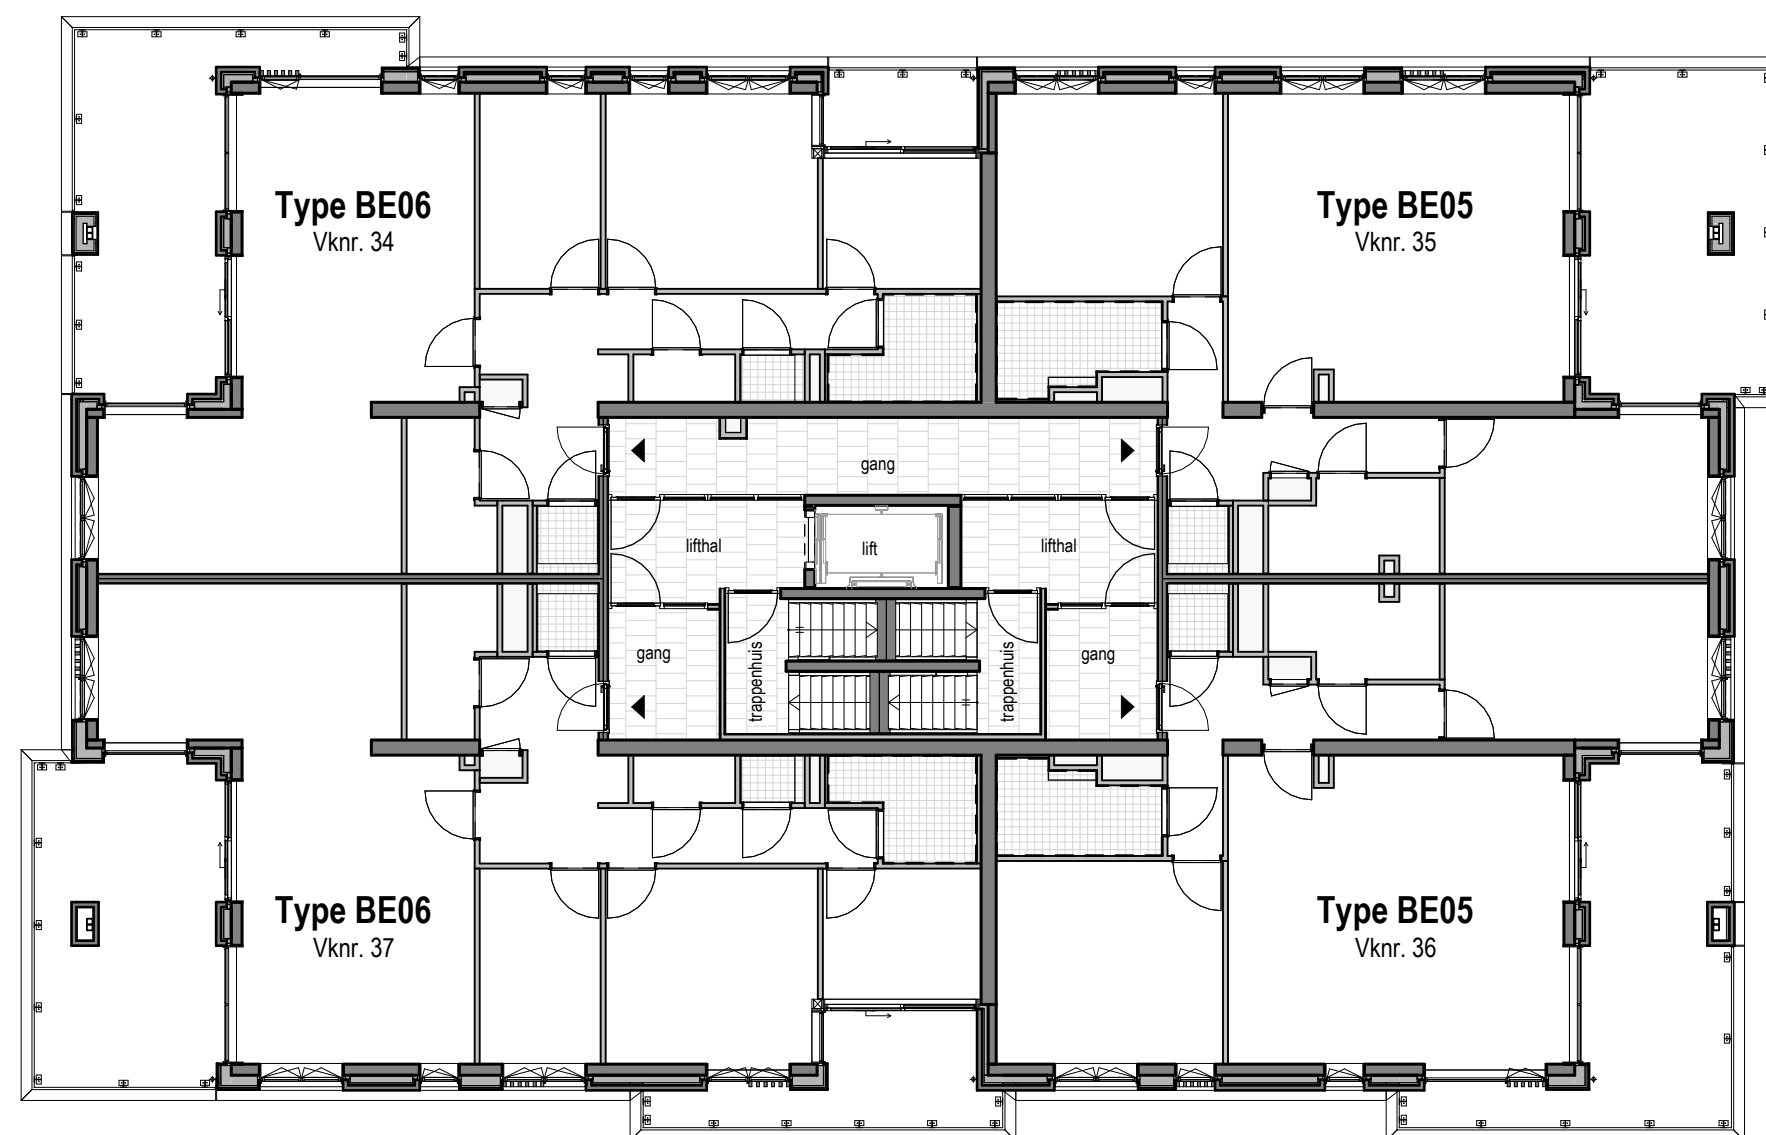 Type BE06
Vknr. 34
Type BE05
Vknr. 35
gang
lifthal
lift
lifthal
gang
trappenhuis
trappenhuis
gang
Type BE06
Vknr. 37
Type BE05
Vknr. 36